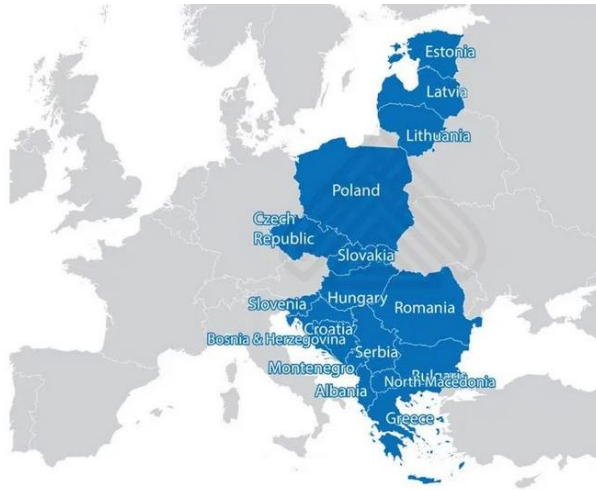 Estonia
Latvia
Lithuania
Poland
Czech
Republic
Slovakia
Hungary
Romania
Slovenia
Croatia
Bosnia & Herzegovina
Serbia
Montenegro
Bulgaria
North Macedonia
Albania
Greece